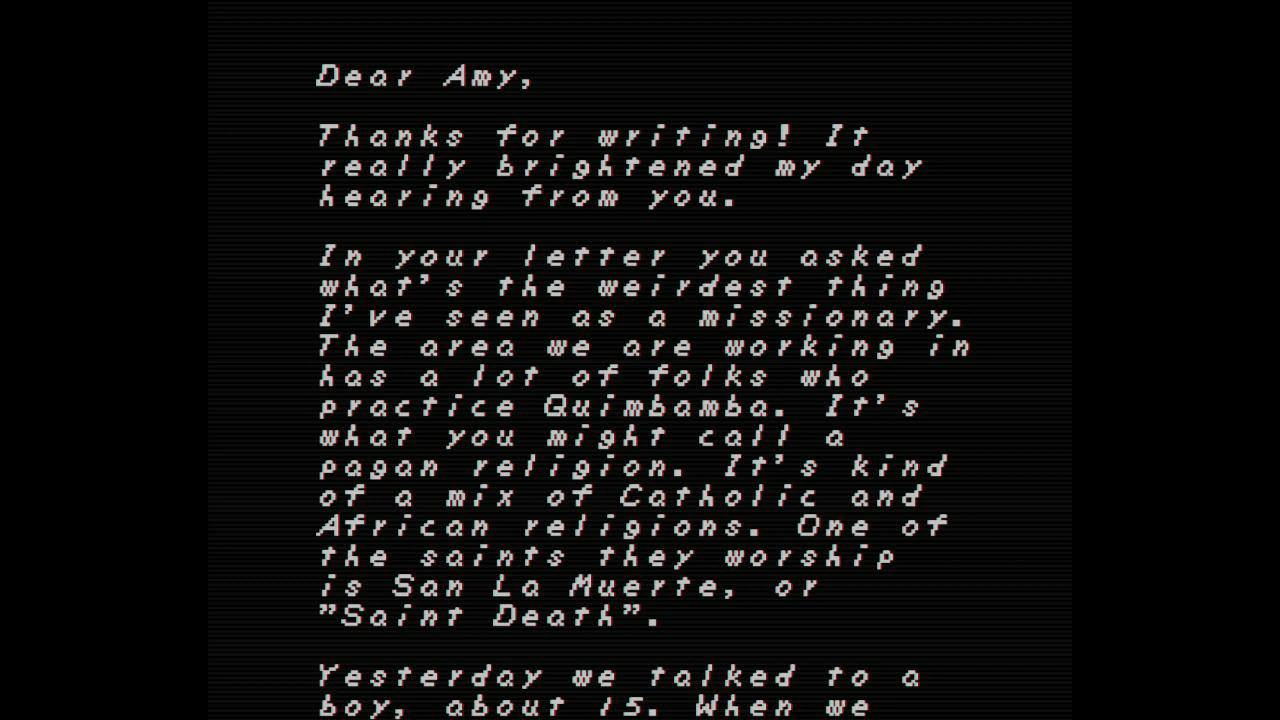 Dear Amy,
Thanks for writing! It
really brightened my day
hearing from you.
In your letter you asked
what's the weirdest thing
I've seen as a missionary.
The area we are working in
has a lot of folks who
practice Quimbamba. It's
what you might call a
pagan religion. It's kind
of a mix of Catholic and
African religions. One of
the saints they worship
is San La Muerte, or
"Saint Death".
Yesterday we talked to a
boy, about 15. When we